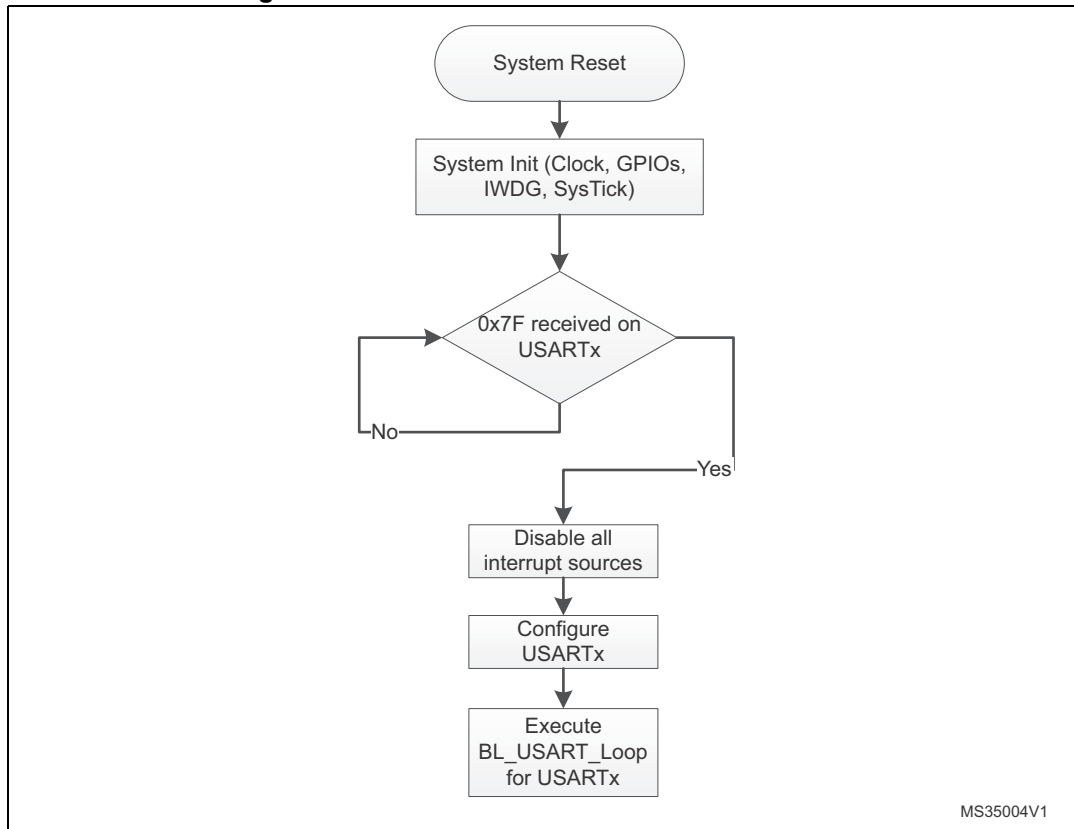 System Reset
System Init (Clock, GPIOs,
IWDG, SysTick)
0x7F received on
USARTx
No
Yes
Disable all
interrupt sources
Configure
USARTx
Execute
BL_USART_Loop
for USARTx
MS35004V1